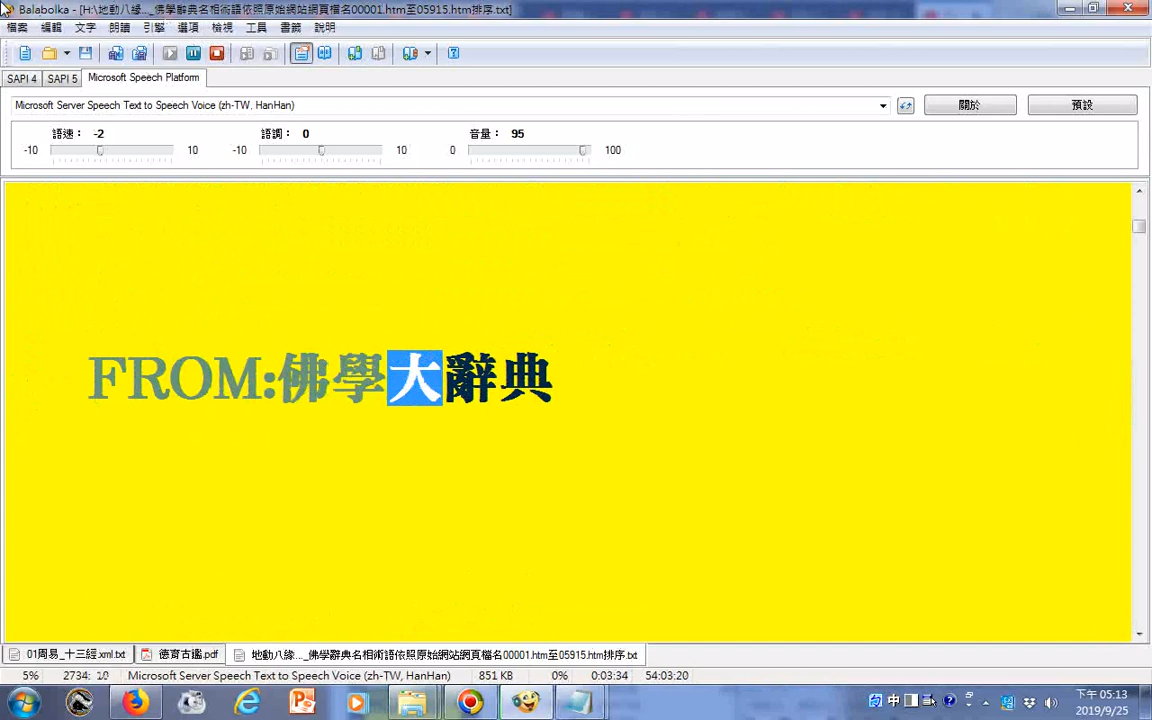 Balabolka - [H:\地動八緣..._佛學辭典名相術語依照原始網站網頁檔名00001.htm至05915.htm排序.txt]
檔案 編輯 文字 朗讀 引擎 選項 檢視 工具 書籤 說明
SAPI 4 SAPI 5 Microsoft Speech Platform
Microsoft Server Speech Text to Speech Voice (zh-TW, HanHan) 關於 預設
語速： -2 語調： 0 音量： 95
-10 10 -10 10 0 100
FROM:佛學大辭典
01周易_十三經.xml.txt 德育古鑑.pdf 地動八緣..._佛學辭典名相術語依照原始網站網頁檔名00001.htm至05915.htm排序.txt
5% 2734: 10 Microsoft Server Speech Text to Speech Voice (zh-TW, HanHan) 851 KB 0% 0:03:34 54:03:20
中 下午 05:13
2019/9/25